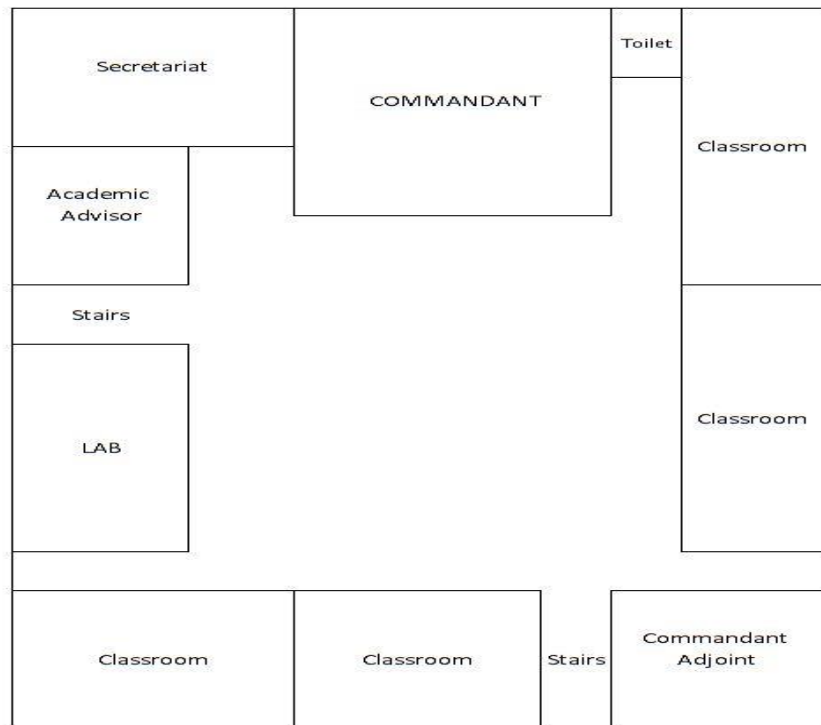 Secretariat
COMMANDANT
Toilet
Classroom
Academic
Advisor
Stairs
Classroom
LAB
Classroom
Classroom
Stairs
Commandant
Adjoint